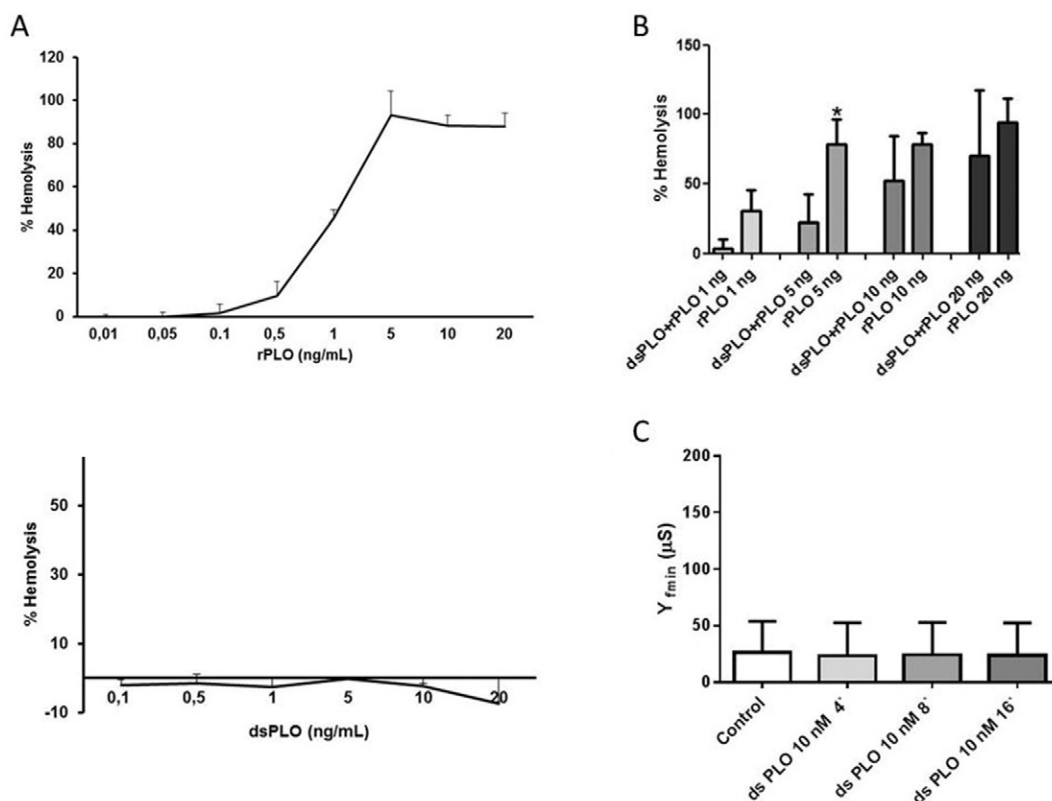 A
% Hemolysis
120
100
80
60
40
20
0
0,01 0,05 0.1 0,5 1 5 10 20
rPLO (ng/mL)
% Hemolysis
50
30
10
-10
0,1 0,5 1 5 10 20
dsPLO (ng/mL)
B
% Hemolysis
150
100
50
0
*
dsPLO+rPLO 1 ng
rPLO 1 ng
dsPLO+rPLO 5 ng
rPLO 5 ng
dsPLO+rPLO 10 ng
rPLO 10 ng
dsPLO+rPLO 20 ng
rPLO 20 ng
C
Y fmin (µS)
200
150
100
50
0
Control
ds PLO 10 nM 4`
ds PLO 10 nM 8`
ds PLO 10 nM 16`